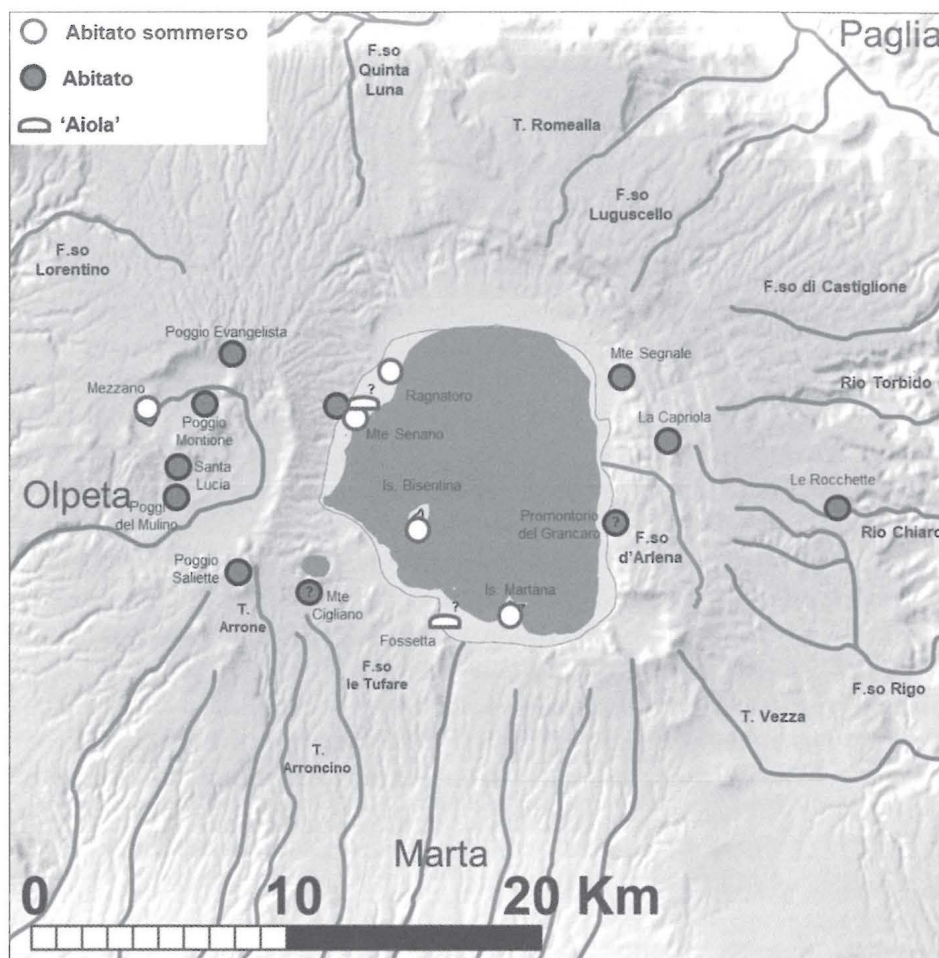 Abitato sommerso
Abitato
'Aiola'
Paglia
F.so
Quinta
Luna
T. Romealla
F.so
Luguscello
F.so
Lorentino
F.so di Castiglione
Poggio Evangelista
Mte Segnale
Mezzano
?
Ragnatoro
Rio Torbido
Poggio
Montione
Mte Senano
La Capriola
Santa
Lucia
Olpeta
Is. Bisentina
Le Rocchette
Poggi
del Mulino
Promontorio
del Grancaro
?
F.so
d'Arlena
Rio Chiaro
Poggio
Saliette
?
Mte
Cigliano
Is. Martana
T.
Arrone
?
Fossetta
F.so
le Tufare
F.so Rigo
T. Vezza
T.
Arroncino
Marta
0 10 20 Km